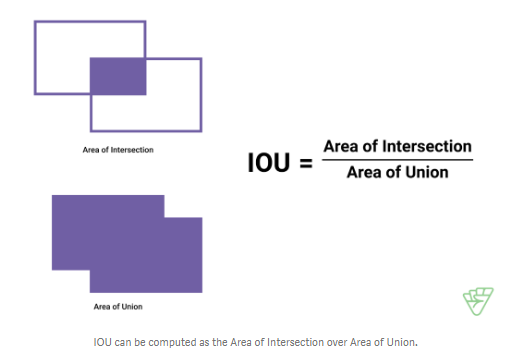 Area of Intersection
IOU =
Area of Intersection
Area of Union
Area of Union
IOU can be computed as the Area of Intersection over Area of Union.